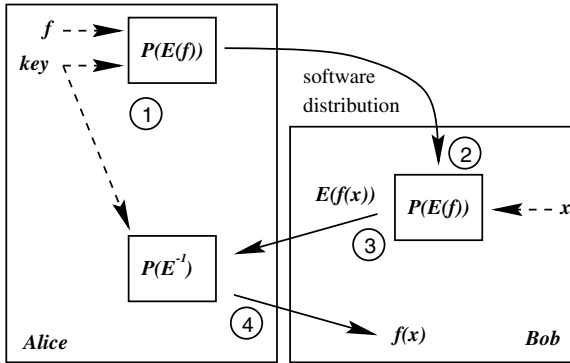 f
key
P(E(f))
1
software
distribution
2
E(f(x))
P(E(f))
x
3
P(E⁻¹)
4
Alice
f(x)
Bob